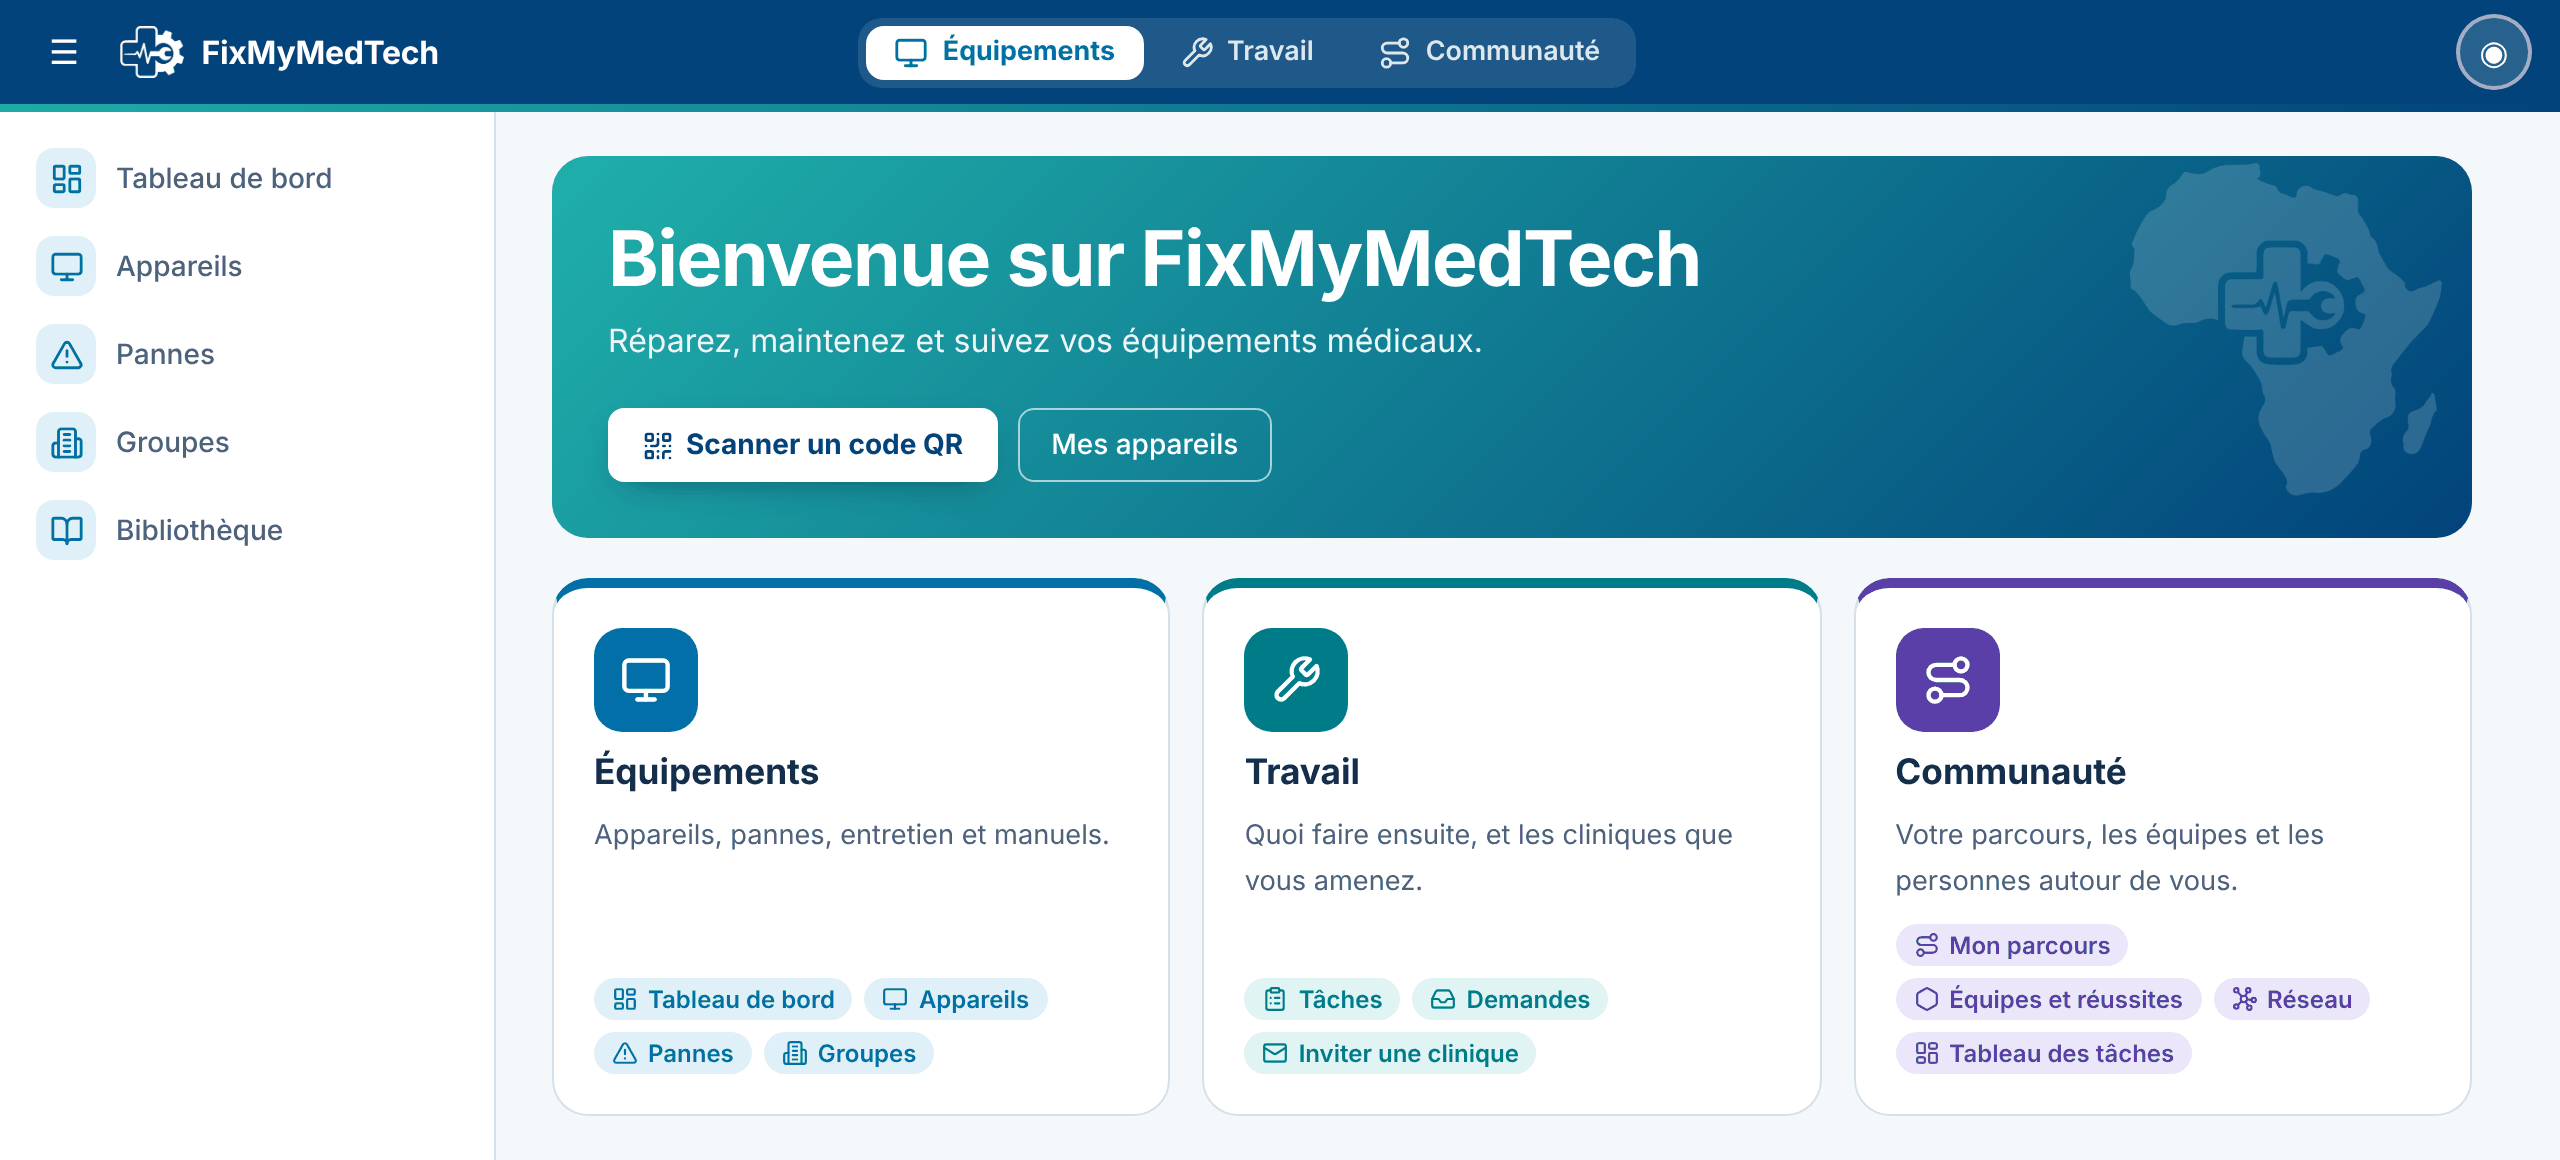 FixMyMedTech
Équipements
Travail
Communauté
Tableau de bord
Appareils
Pannes
Groupes
Bibliothèque
Bienvenue sur FixMyMedTech
Réparez, maintenez et suivez vos équipements médicaux.
Scanner un code QR
Mes appareils
Équipements
Appareils, pannes, entretien et manuels.
Tableau de bord
Appareils
Pannes
Groupes
Travail
Quoi faire ensuite, et les cliniques que
vous amenez.
Tâches
Demandes
Inviter une clinique
Communauté
Votre parcours, les équipes et les
personnes autour de vous.
Mon parcours
Équipes et réussites
Réseau
Tableau des tâches